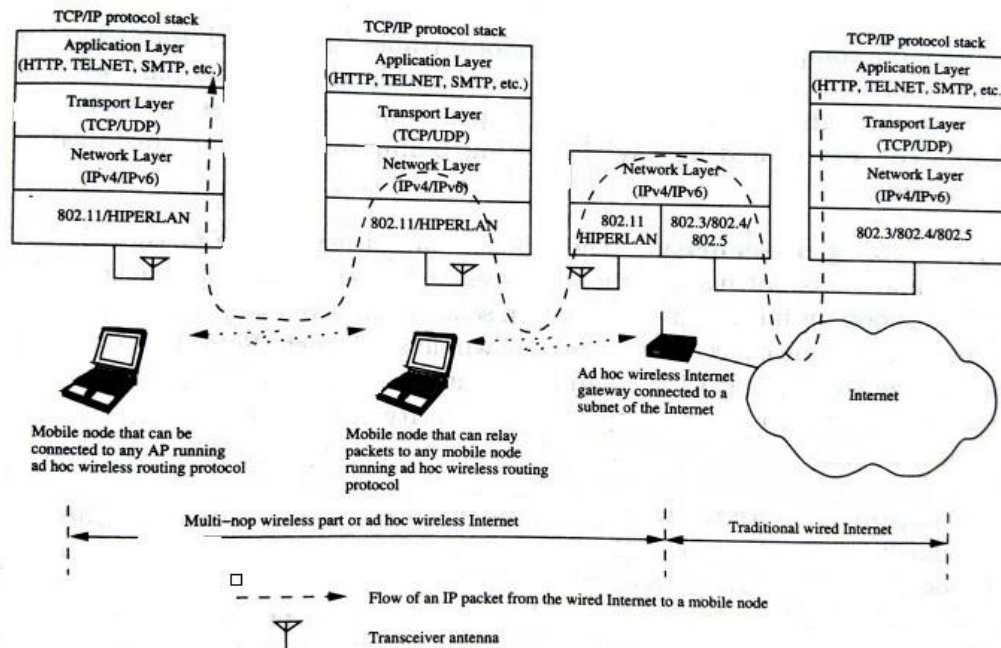 TCP/IP protocol stack
Application Layer
(HTTP, TELNET, SMTP, etc.)
Transport Layer
(TCP/UDP)
Network Layer
(IPv4/IPv6)
802.11/HIPERLAN
TCP/IP protocol stack
Application Layer
(HTTP, TELNET, SMTP, etc.)
Transport Layer
(TCP/UDP)
Network Layer
(IPv4/IPv6)
802.11/HIPERLAN
Network Layer
(IPv4/IPv6)
802.11
HIPERLAN
802.3/802.4/
802.5
TCP/IP protocol stack
Application Layer
(HTTP, TELNET, SMTP, etc.)
Transport Layer
(TCP/UDP)
Network Layer
(IPv4/IPv6)
802.3/802.4/802.5
Mobile node that can be
connected to any AP running
ad hoc wireless routing protocol
Mobile node that can relay
packets to any mobile node
running ad hoc wireless routing
protocol
Ad hoc wireless Internet
gateway connected to a
subnet of the Internet
Internet
Multi-nop wireless part or ad hoc wireless Internet
Traditional wired Internet
Flow of an IP packet from the wired Internet to a mobile node
Transceiver antenna